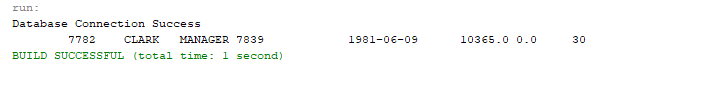 run:
Database Connection Success
7782 CLARK MANAGER 7839 1981-06-09 10365.0 0.0 30
BUILD SUCCESSFUL (total time: 1 second)